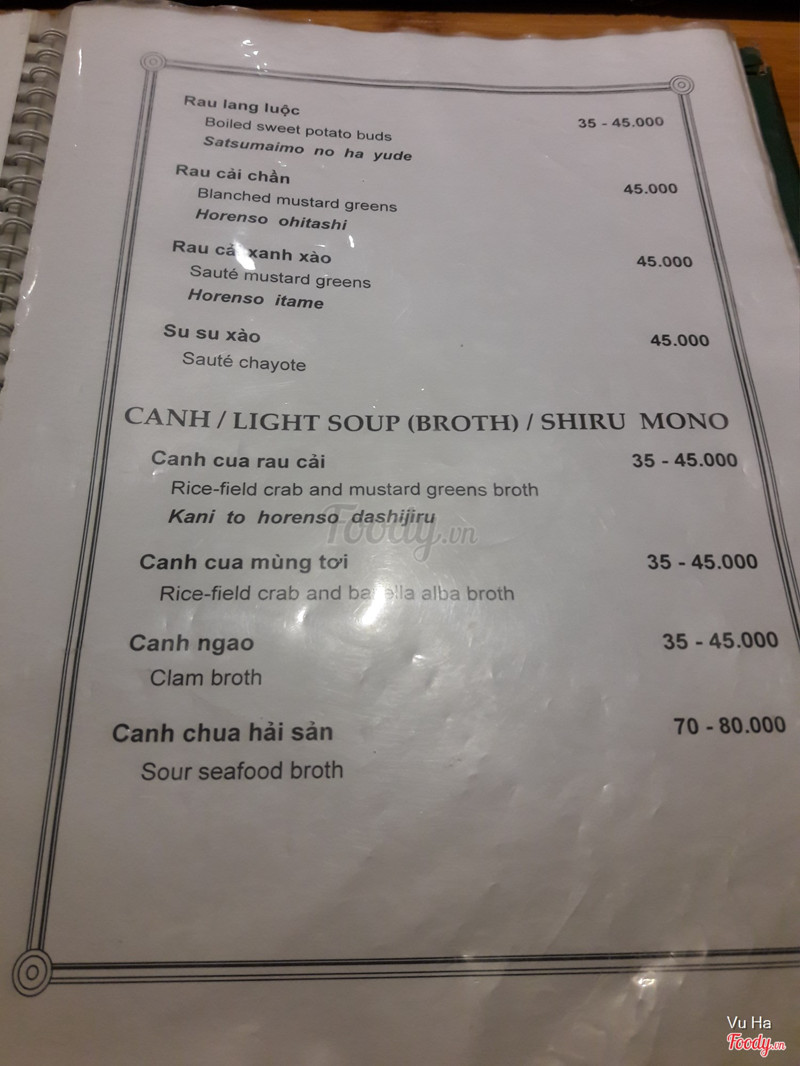 Rau lang luộc 35 - 45.000
Boiled sweet potato buds
Satsumaimo no ha yude
Rau cải chần 45.000
Blanched mustard greens
Horenso ohitashi
Rau cải xanh xào 45.000
Sauté mustard greens
Horenso itame
Su su xào 45.000
Sauté chayote
CANH / LIGHT SOUP (BROTH) / SHIRU MONO
Canh cua rau cải 35 - 45.000
Rice-field crab and mustard greens broth
Kani to horenso dashijiru
Foody.vn
Canh cua mùng tơi 35 - 45.000
Rice-field crab and basella alba broth
Canh ngao 35 - 45.000
Clam broth
Canh chua hải sản 70 - 80.000
Sour seafood broth
Vu Ha
Foody.vn